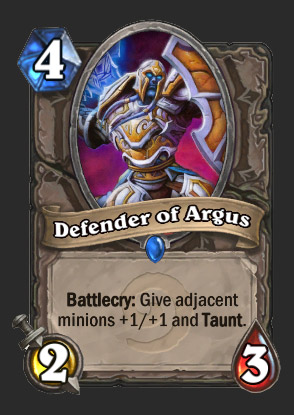 4
Defender of Argus
Battlecry: Give adjacent
minions +1/+1 and Taunt.
2
3